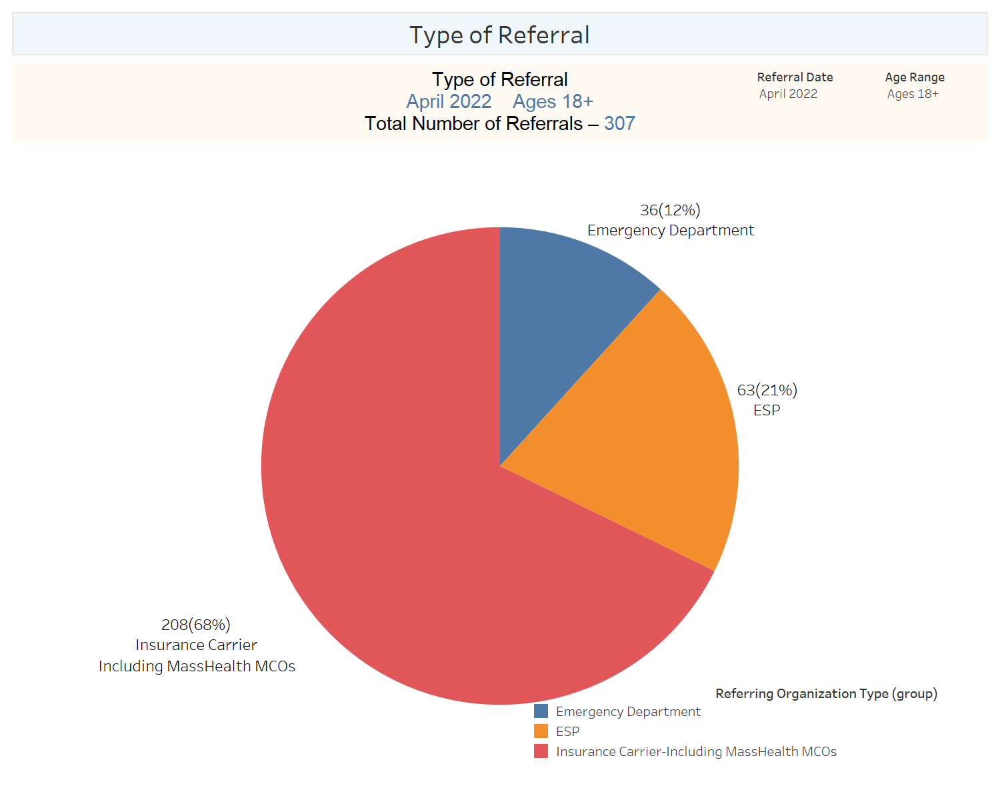 Type of Referral
Type of Referral
April 2022 Ages 18+
Total Number of Referrals – 307
Referral Date
April 2022
Age Range
Ages 18+
36(12%)
Emergency Department
63(21%)
ESP
208(68%)
Insurance Carrier
Including MassHealth MCOs
Referring Organization Type (group)
Emergency Department
ESP
Insurance Carrier-Including MassHealth MCOs